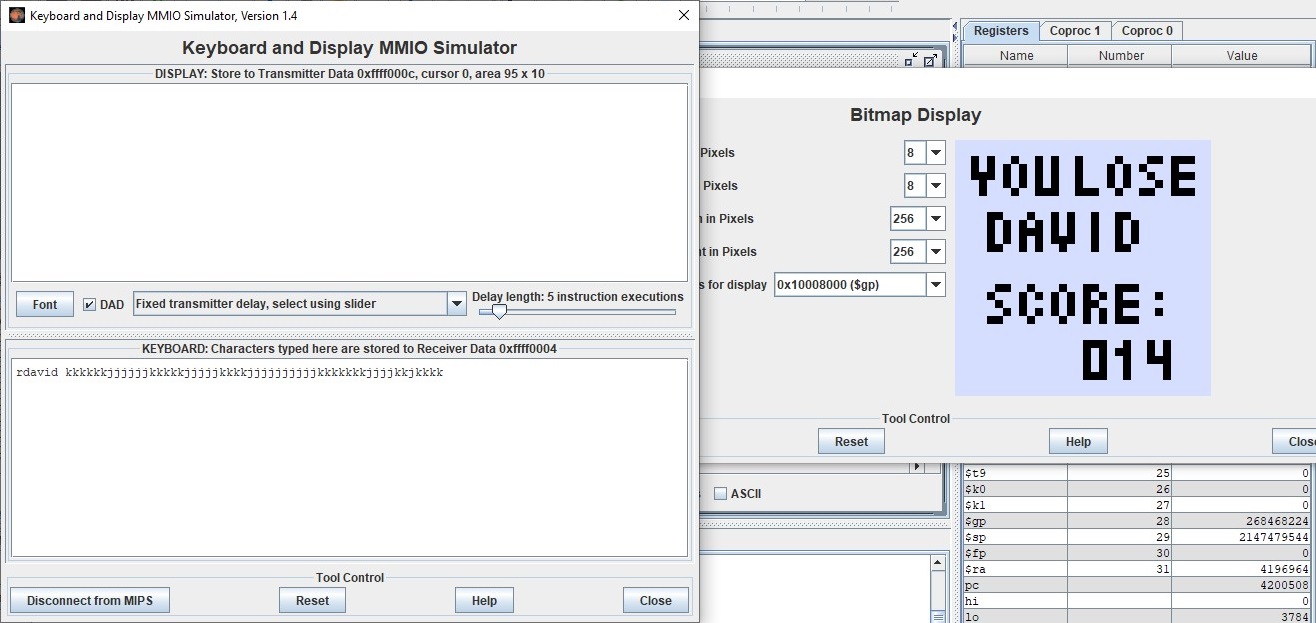 Keyboard and Display MMIO Simulator, Version 1.4
Keyboard and Display MMIO Simulator
DISPLAY: Store to Transmitter Data 0xffff000c, cursor 0, area 95 x 10
Font
DAD
Fixed transmitter delay, select using slider
Delay length: 5 instruction executions
KEYBOARD: Characters typed here are stored to Receiver Data 0xffff0004
rdavid kkkkkkjjjjjjkkkkkjjjjjkkkkjjjjjjjjjjkkkkkkkjjjjkkjkkkk
Tool Control
Disconnect from MIPS
Reset
Help
Close
Registers
Coproc 1
Coproc 0
Name
Number
Value
Bitmap Display
Pixels
8
Pixels
8
in Pixels
256
in Pixels
256
for display
0x10008000 ($gp)
YOU LOSE
DAVID
SCORE:
014
Tool Control
Reset
Help
Clos
ASCII
$t9 25 0
$k0 26 0
$k1 27 0
$gp 28 268468224
$sp 29 2147479544
$fp 30 0
$ra 31 4196964
pc 4200508
hi 0
lo 3784